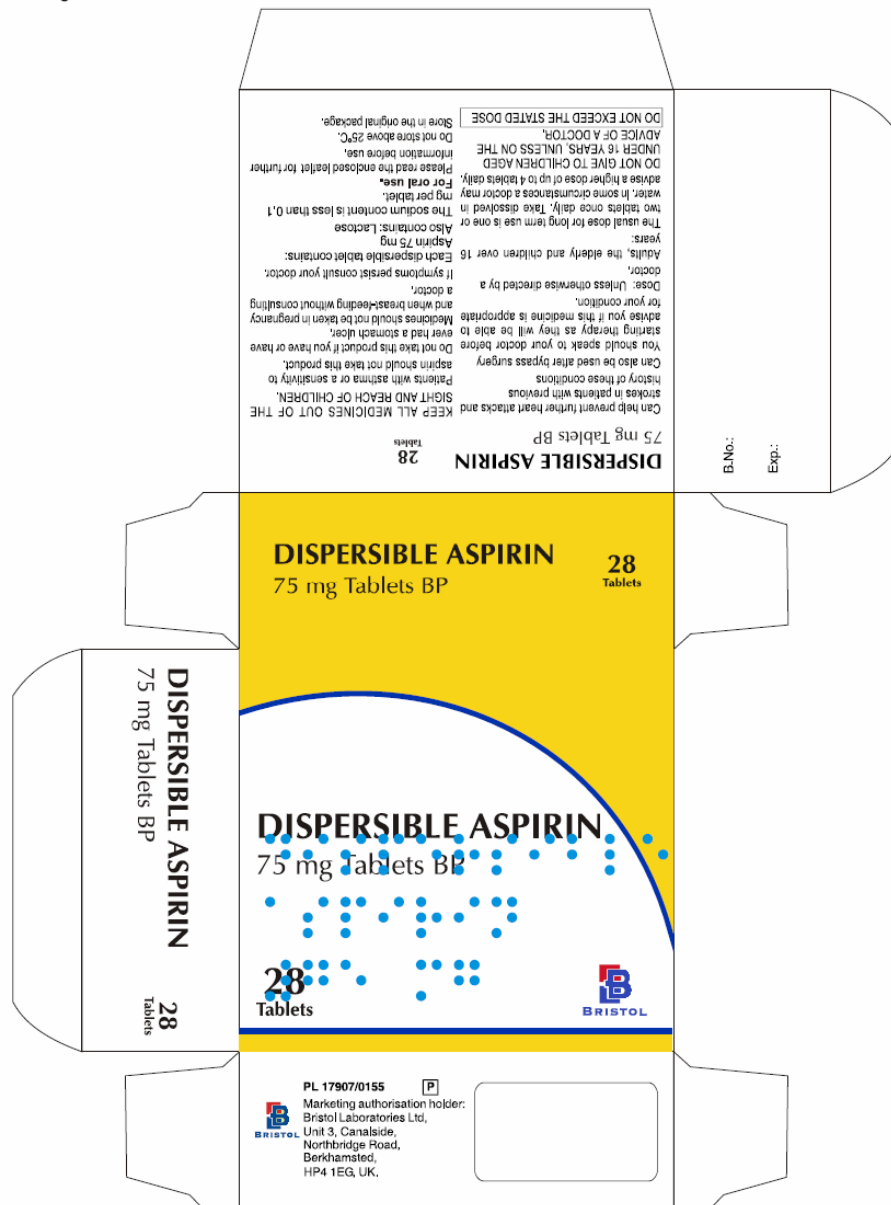 DO NOT EXCEED THE STATED DOSE
ADVICE OF A DOCTOR.
UNDER 16 YEARS, UNLESS ON THE
DO NOT GIVE TO CHILDREN AGED
advise a higher dose of up to 4 tablets daily.
water. In some circumstances a doctor may
two tablets once daily. Take dissolved in
The usual dose for long term use is one or
years:
Adults, the elderly and children over 16
doctor.
Dose: Unless otherwise directed by a
for your condition.
advise you if this medicine is appropriate
starting therapy as they will be able to
You should speak to your doctor before
Can also be used after bypass surgery
history of these conditions
strokes in patients with previous
Can help prevent further heart attacks and
Store in the original package.
Do not store above 25°C.
information before use.
Please read the enclosed leaflet for further
For oral use.
mg per tablet.
The sodium content is less than 0.1
Also contains: Lactose
Aspirin 75 mg
Each dispersible tablet contains:
If symptoms persist consult your doctor.
a doctor.
and when breast-feeding without consulting
Medicines should not be taken in pregnancy
ever had a stomach ulcer.
Do not take this product if you have or have
aspirin should not take this product.
Patients with asthma or a sensitivity to
SIGHT AND REACH OF CHILDREN.
KEEP ALL MEDICINES OUT OF THE
75 mg Tablets BP
DISPERSIBLE ASPIRIN
28
Tablets
B.No.:
Exp.:
DISPERSIBLE ASPIRIN
75 mg Tablets BP
28
Tablets
DISPERSIBLE ASPIRIN
75 mg Tablets BP
28
Tablets
DISPERSIBLE ASPIRIN
75 mg Tablets BP
28
Tablets
BRISTOL
PL 17907/0155 P
Marketing authorisation holder:
Bristol Laboratories Ltd,
Unit 3, Canalside,
Northbridge Road,
Berkhamsted,
HP4 1EG, UK.
BRISTOL